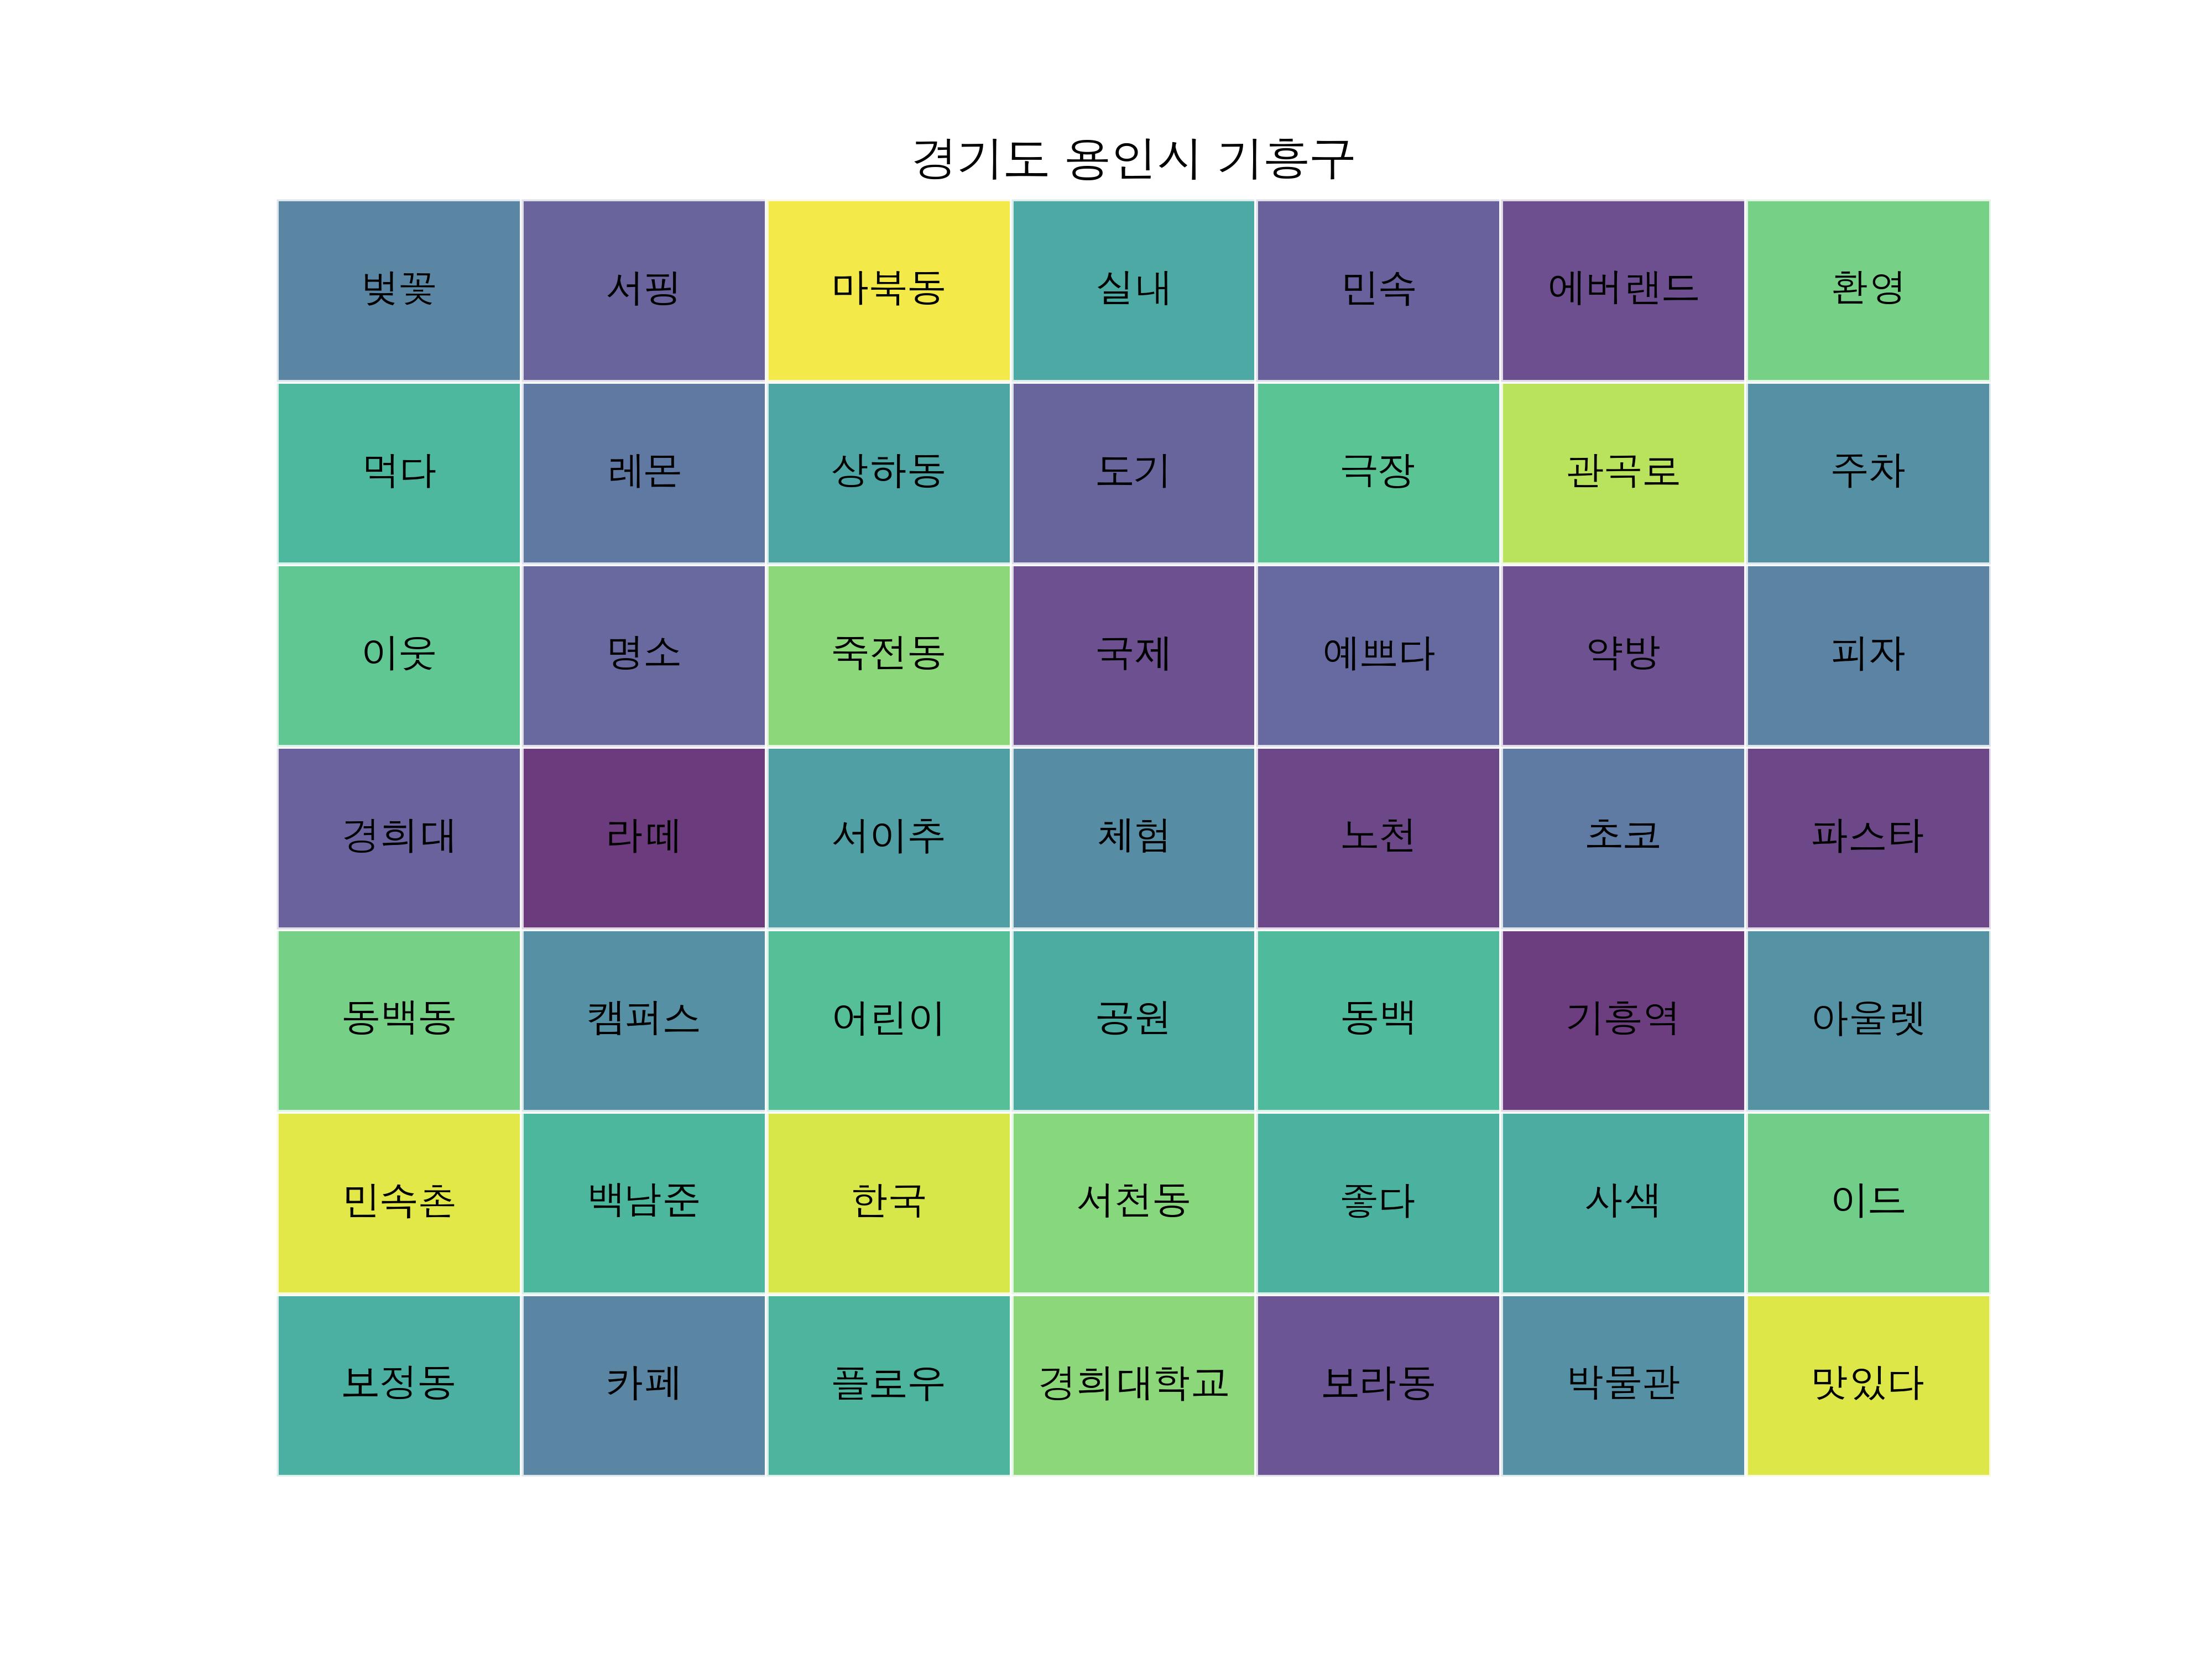 경기도 용인시 기흥구
벚꽃 서핑 마북동 실내 민속 에버랜드 환영
먹다 레몬 상하동 도기 극장 관곡로 주차
이웃 명소 죽전동 국제 예쁘다 약방 피자
경희대 라떼 서이추 체험 노천 초코 파스타
동백동 캠퍼스 어린이 공원 동백 기흥역 아울렛
민속촌 백남준 한국 서천동 좋다 사색 이드
보정동 카페 플로우 경희대학교 보라동 박물관 맛있다